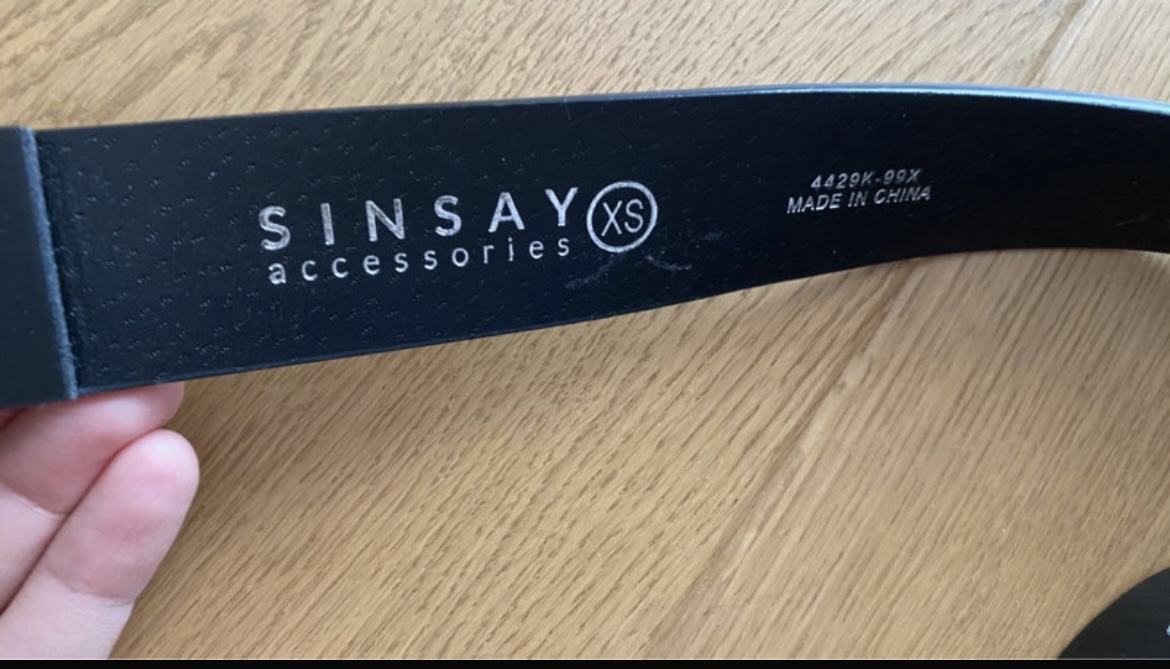 SINSAY XS
accessories
4429K-99X
MADE IN CHINA